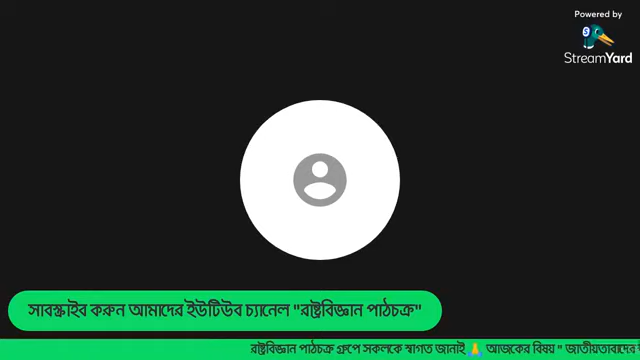 Powered by
StreamYard
সাবস্ক্রাইব করুন আমাদের ইউটিউব চ্যানেল "রাষ্ট্রবিজ্ঞান পাঠচক্র"
রাষ্ট্রবিজ্ঞান পাঠচক্র গ্রুপে সকলকে স্বাগত জানাই 🙏 আজকের বিষয় " জাতীয়তাবাদের